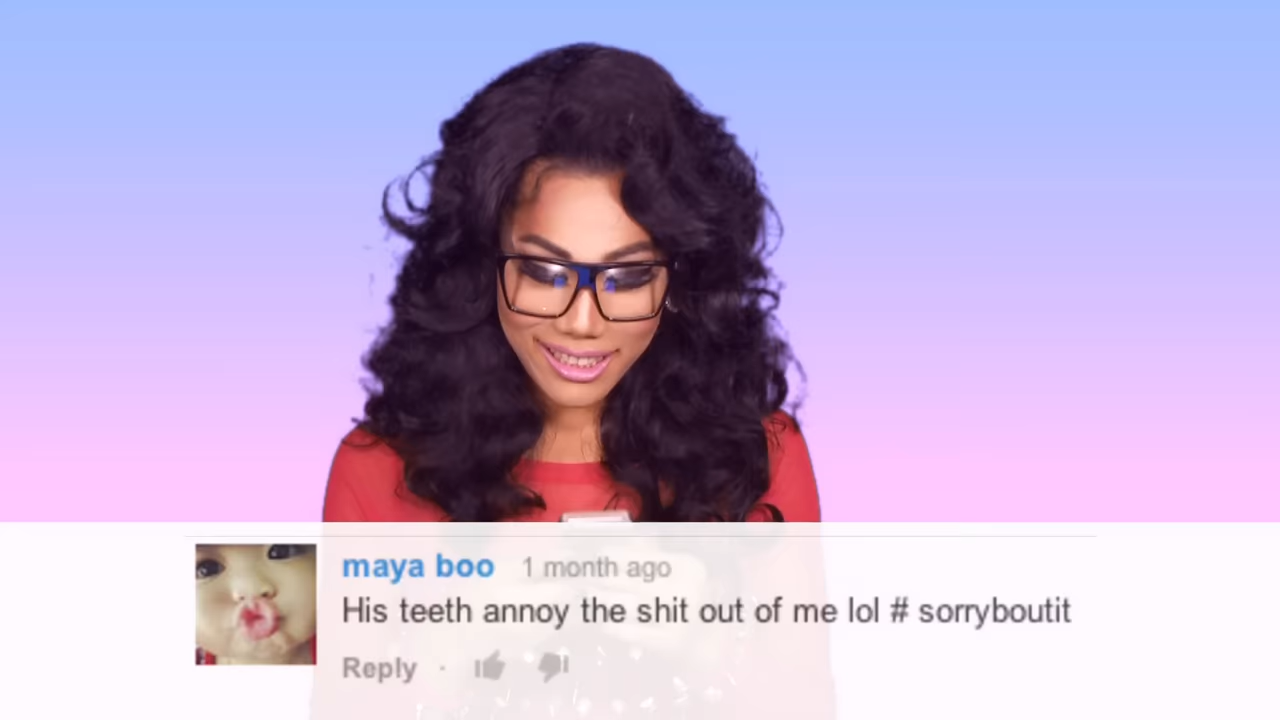 maya boo 1 month ago
His teeth annoy the shit out of me lol # sorryboutit
Reply ·